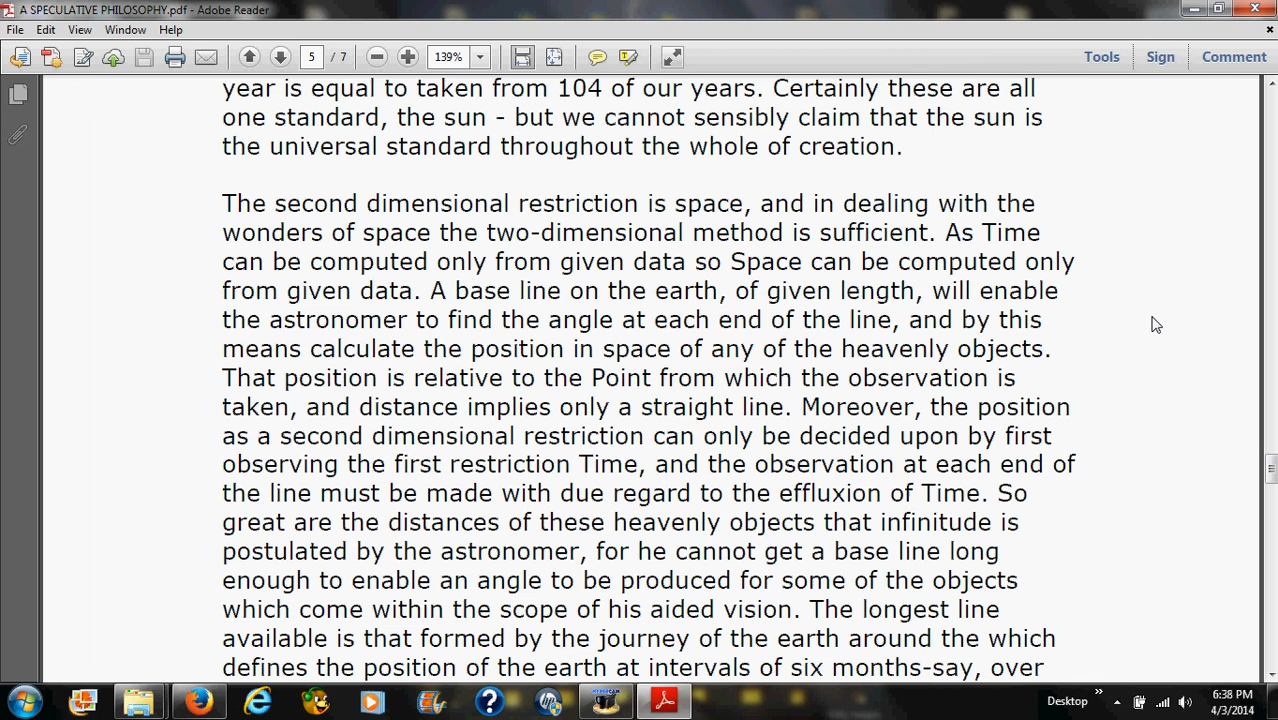 A SPECULATIVE PHILOSOPHY.pdf - Adobe Reader
File Edit View Window Help
5 / 7 139% Tools Sign Comment
year is equal to taken from 104 of our years. Certainly these are all
one standard, the sun - but we cannot sensibly claim that the sun is
the universal standard throughout the whole of creation.
The second dimensional restriction is space, and in dealing with the
wonders of space the two-dimensional method is sufficient. As Time
can be computed only from given data so Space can be computed only
from given data. A base line on the earth, of given length, will enable
the astronomer to find the angle at each end of the line, and by this
means calculate the position in space of any of the heavenly objects.
That position is relative to the Point from which the observation is
taken, and distance implies only a straight line. Moreover, the position
as a second dimensional restriction can only be decided upon by first
observing the first restriction Time, and the observation at each end of
the line must be made with due regard to the effluxion of Time. So
great are the distances of these heavenly objects that infinitude is
postulated by the astronomer, for he cannot get a base line long
enough to enable an angle to be produced for some of the objects
which come within the scope of his aided vision. The longest line
available is that formed by the journey of the earth around the which
defines the position of the earth at intervals of six months-say, over
Desktop » 6:38 PM
4/3/2014